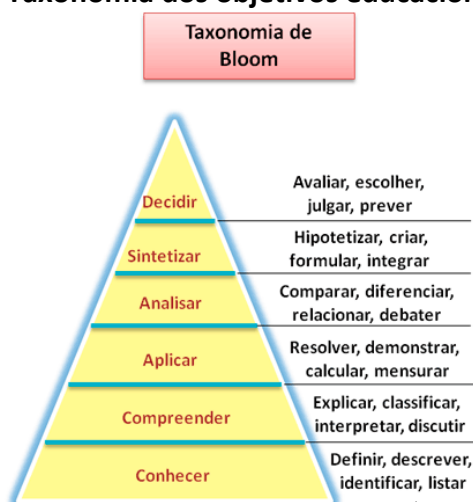 Taxonomia dos objetivos educacion
Taxonomia de
Bloom
Decidir
Avaliar, escolher,
julgar, prever
Sintetizar
Hipotetizar, criar,
formular, integrar
Analisar
Comparar, diferenciar,
relacionar, debater
Aplicar
Resolver, demonstrar,
calcular, mensurar
Compreender
Explicar, classificar,
interpretar, discutir
Conhecer
Definir, descrever,
identificar, listar